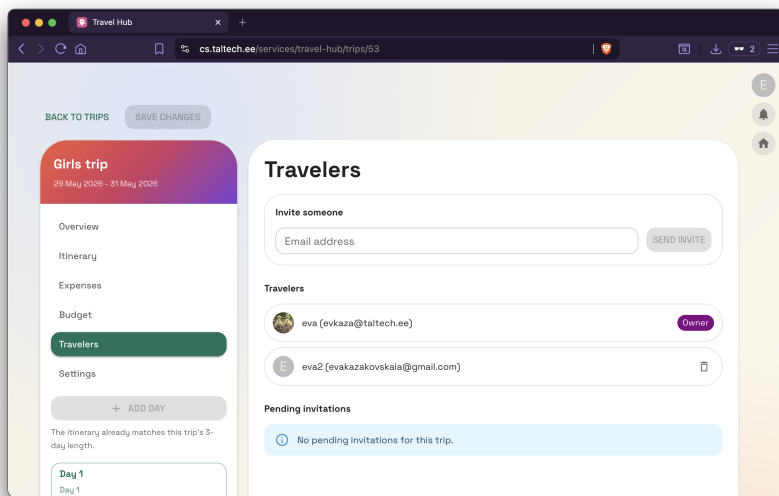 Travel Hub
cs.taltech.ee/services/travel-hub/trips/53
2
E
BACK TO TRIPS
SAVE CHANGES
Girls trip
29 May 2026 - 31 May 2026
Overview
Itinerary
Expenses
Budget
Travelers
Settings
+ ADD DAY
The itinerary already matches this trip's 3-
day length.
Day 1
Day 1
Travelers
Invite someone
Email address
SEND INVITE
Travelers
eva (evkaza@taltech.ee)
Owner
E
eva2 (evakazakovskaia@gmail.com)
Pending invitations
No pending invitations for this trip.